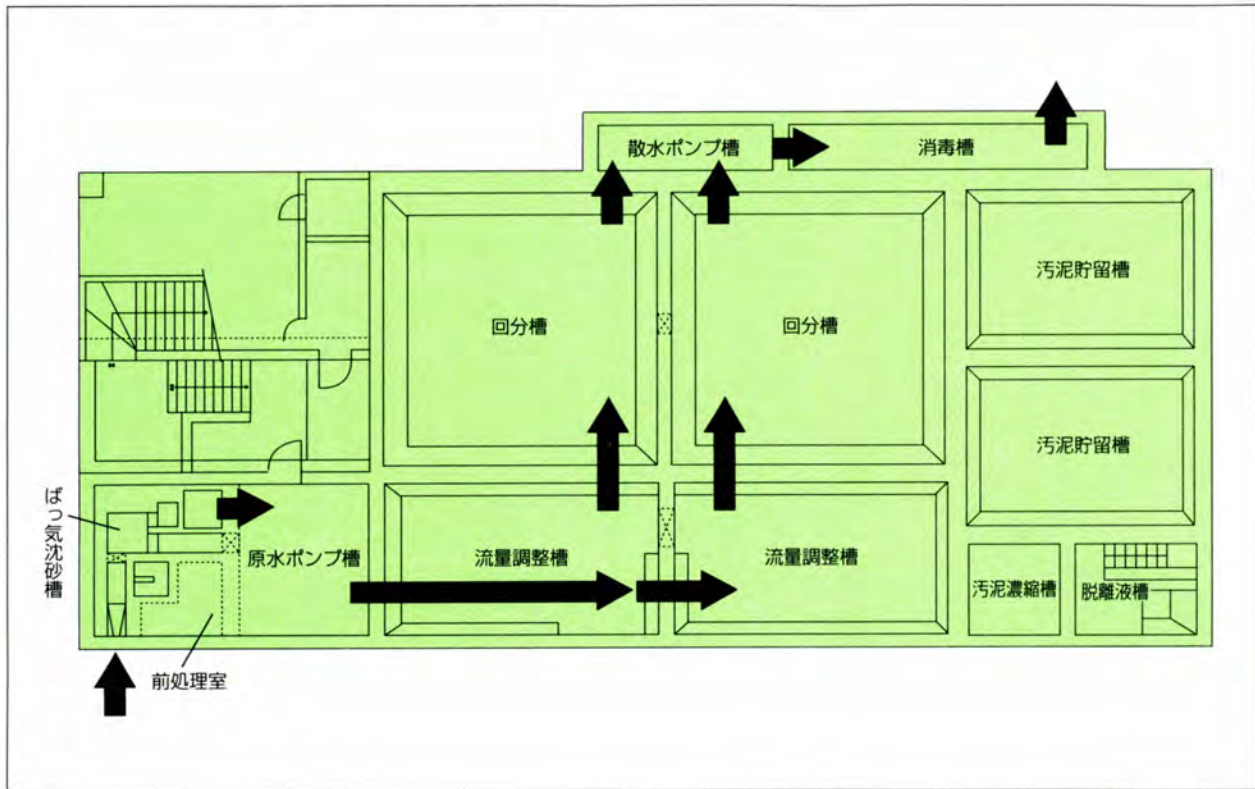 散水ポンプ槽
消毒槽
汚泥貯留槽
回分槽
回分槽
汚泥貯留槽
ばっ気沈砂槽
原水ポンプ槽
流量調整槽
流量調整槽
汚泥濃縮槽
脱離液槽
前処理室